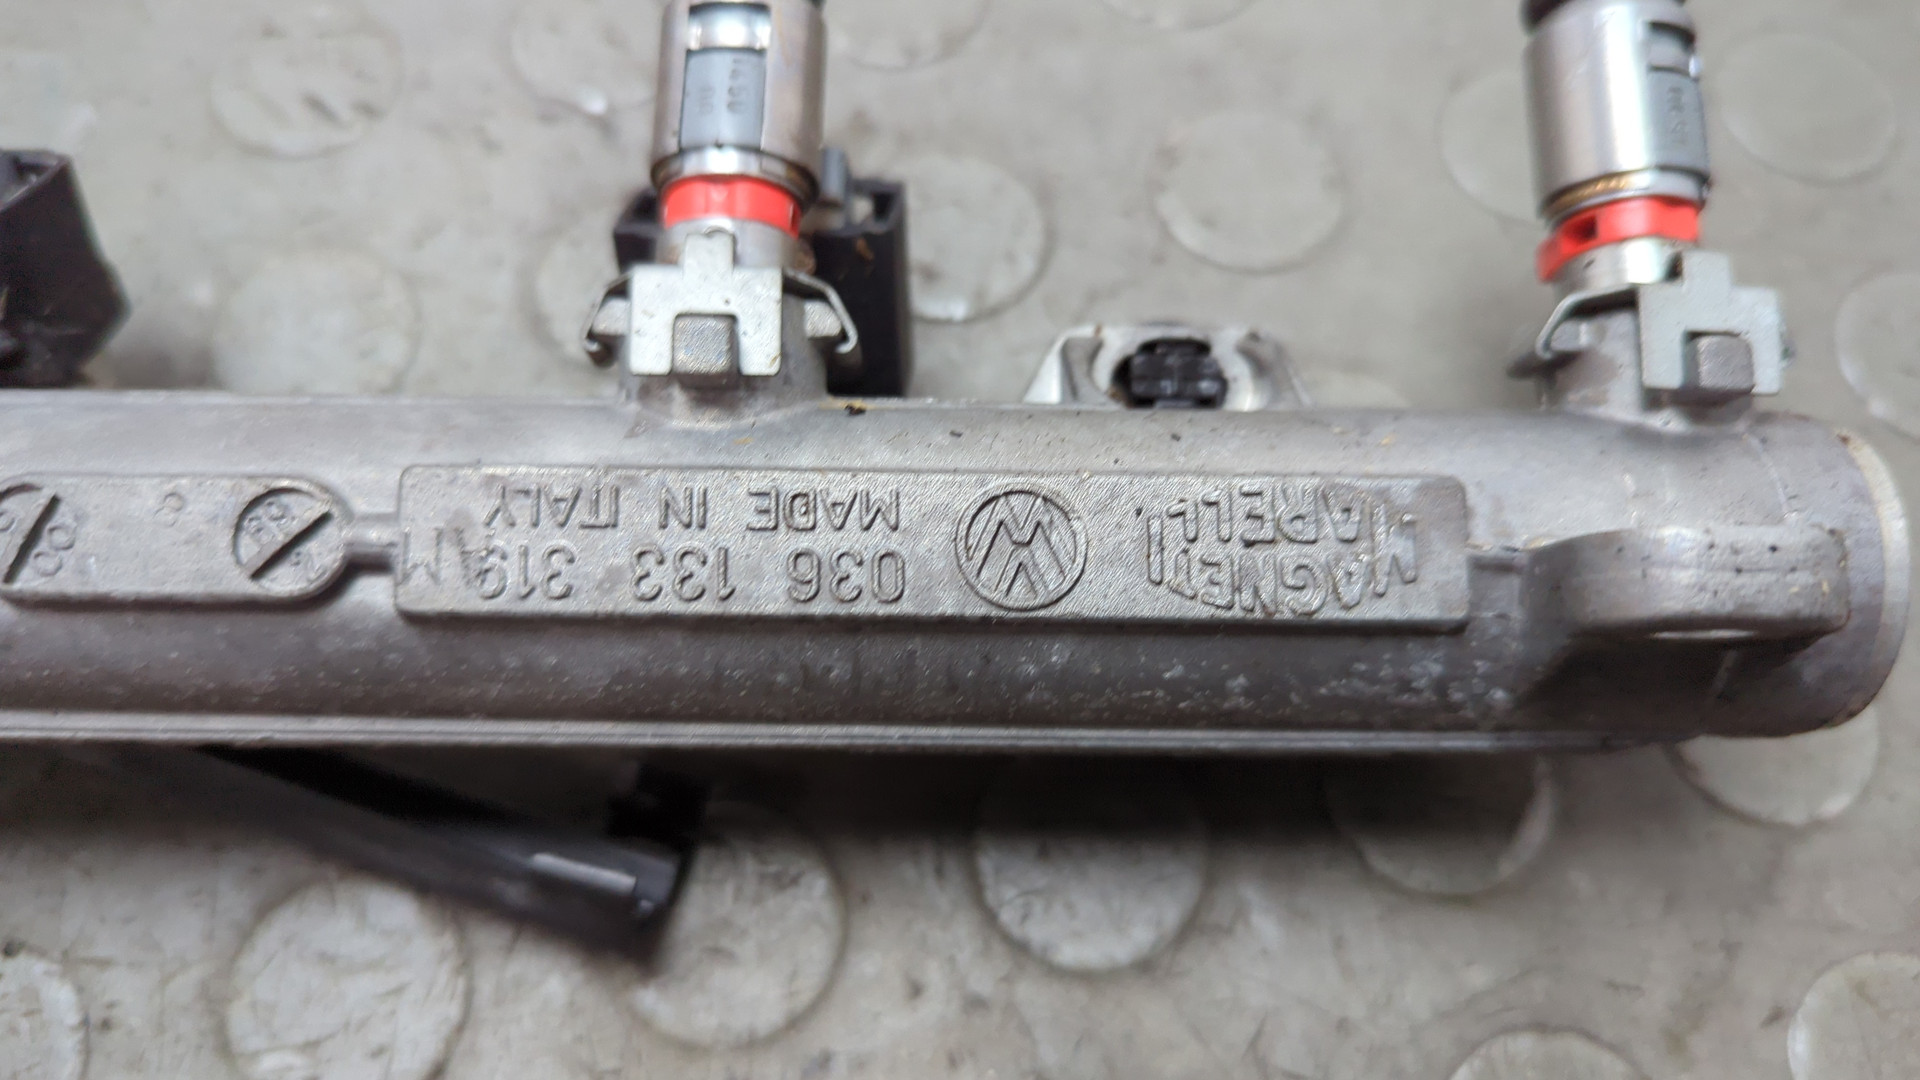 MAGNETI
MARELLI
036 133 319 M
MADE IN ITALY